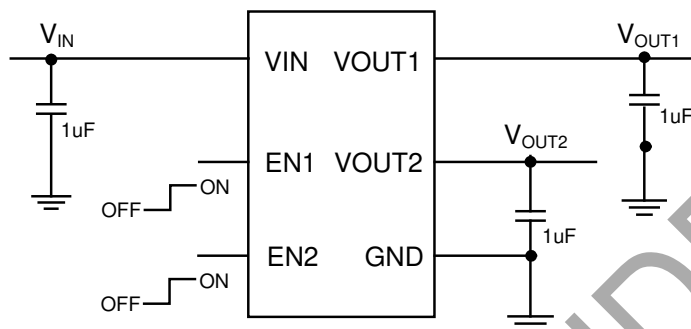 VIN
VOUT1
VIN VOUT1
1uF
1uF
VOUT2
EN1 VOUT2
OFF ON
1uF
EN2 GND
OFF ON